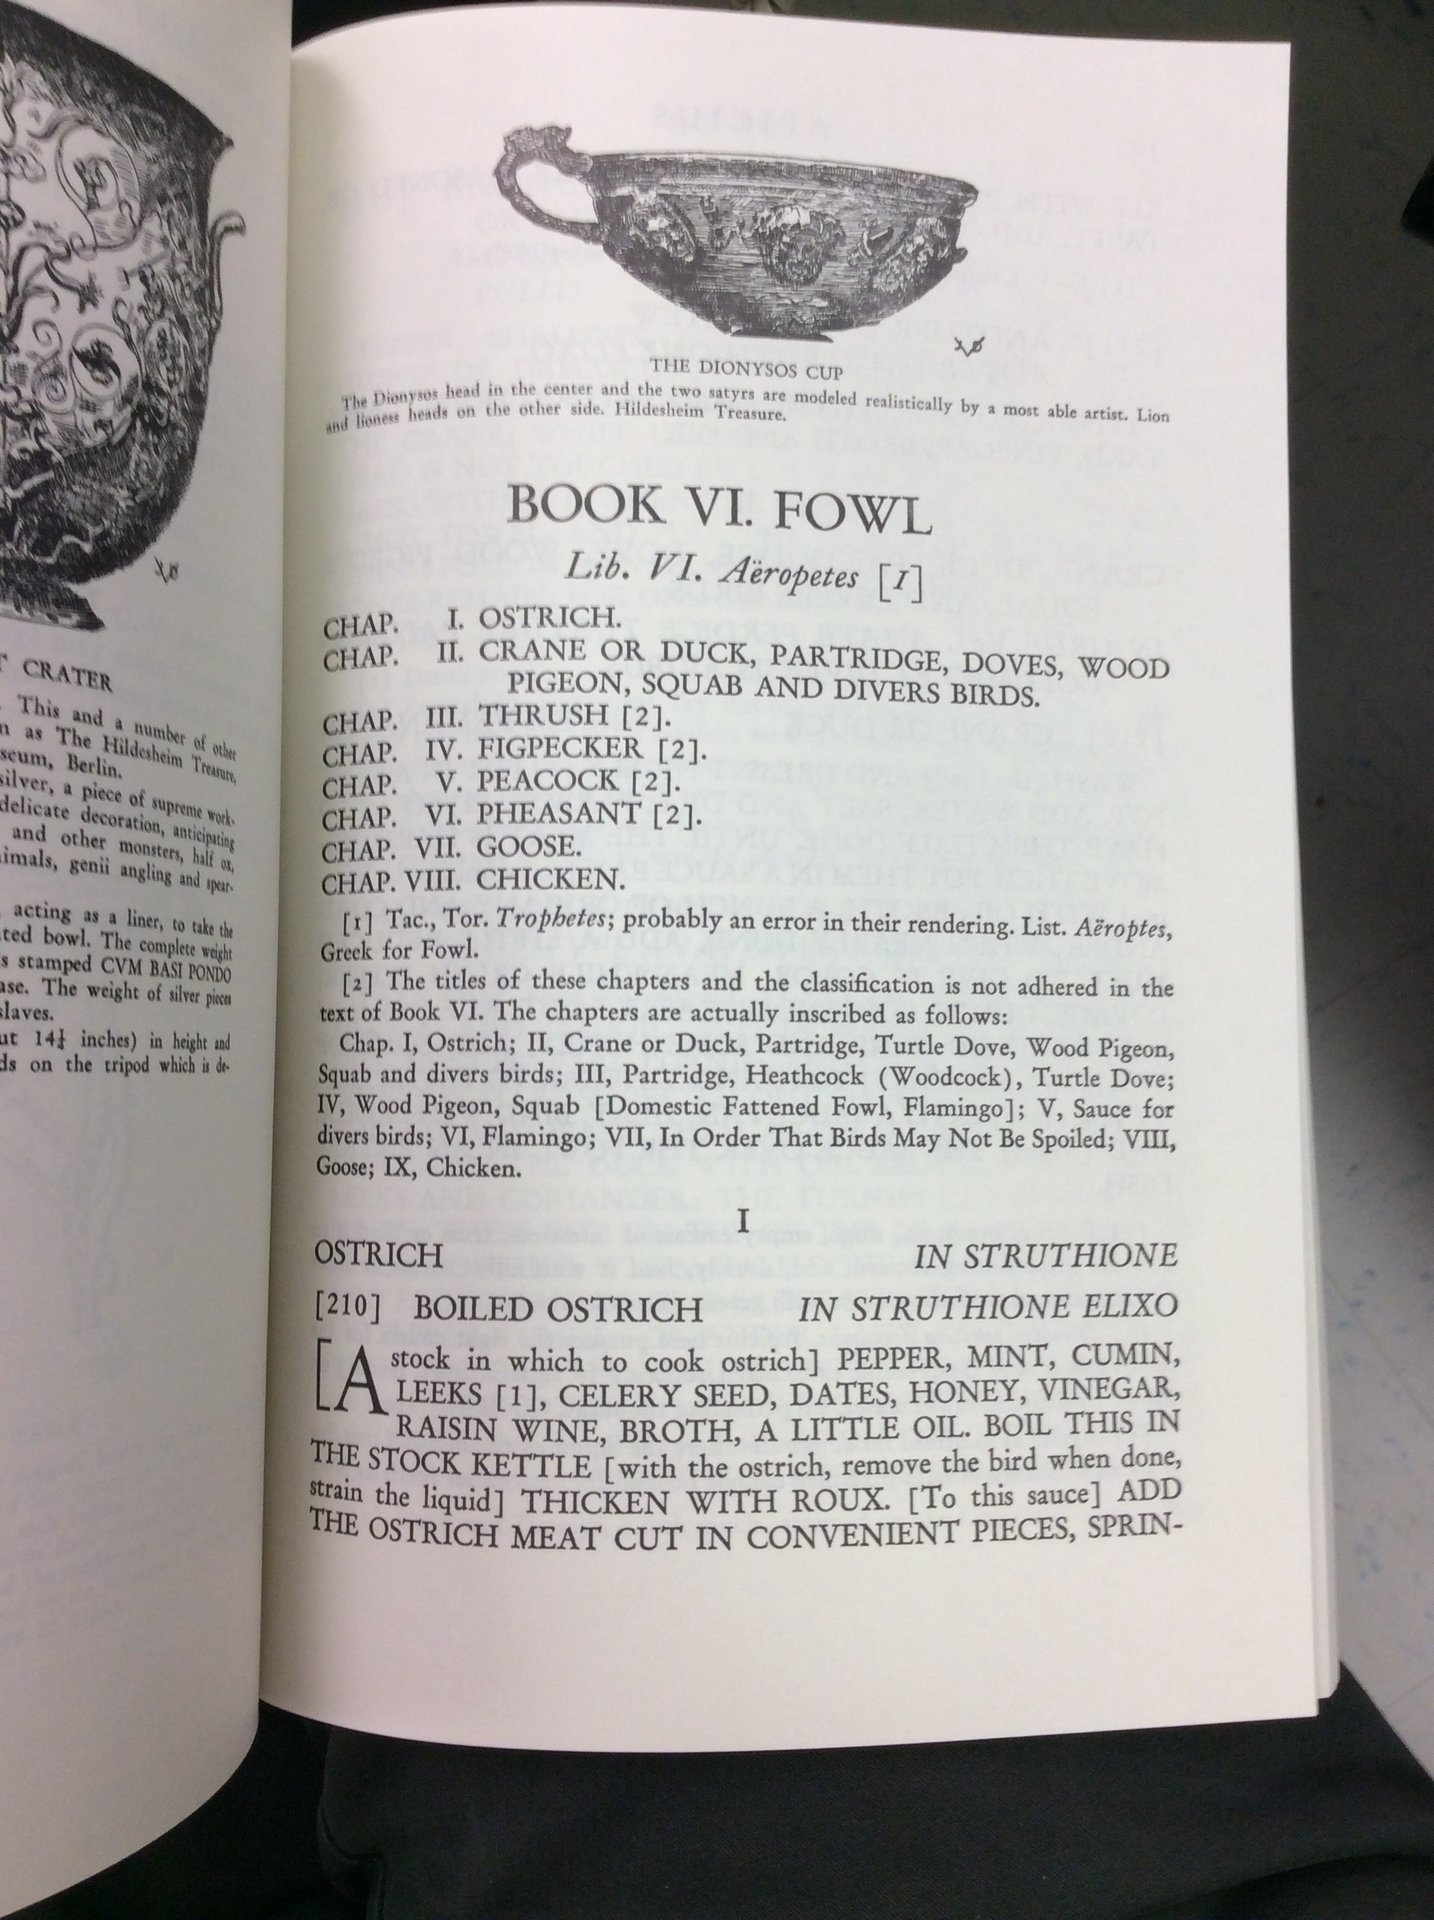 T CRATER
This and a number of other
n as The Hildesheim Treasure,
seum, Berlin.
silver, a piece of supreme work-
delicate decoration, anticipating
and other monsters, half ox,
imals, genii angling and spear-
acting as a liner, to take the
ted bowl. The complete weight
s stamped CVM BASI PONDO
ase. The weight of silver pieces
slaves.
ut 14¼ inches) in height and
ds on the tripod which is de-
THE DIONYSOS CUP
The Dionysos head in the center and the two satyrs are modeled realistically by a most able artist. Lion
and lioness heads on the other side. Hildesheim Treasure.
BOOK VI. FOWL
Lib. VI. Aëropetes [1]
CHAP. I. OSTRICH.
CHAP. II. CRANE OR DUCK, PARTRIDGE, DOVES, WOOD
PIGEON, SQUAB AND DIVERS BIRDS.
CHAP. III. THRUSH [2].
CHAP. IV. FIGPECKER [2].
CHAP. V. PEACOCK [2].
CHAP. VI. PHEASANT [2].
CHAP. VII. GOOSE.
CHAP. VIII. CHICKEN.
[1] Tac., Tor. Trophetes; probably an error in their rendering. List. Aëroptes,
Greek for Fowl.
[2] The titles of these chapters and the classification is not adhered in the
text of Book VI. The chapters are actually inscribed as follows:
Chap. I, Ostrich; II, Crane or Duck, Partridge, Turtle Dove, Wood Pigeon,
Squab and divers birds; III, Partridge, Heathcock (Woodcock), Turtle Dove;
IV, Wood Pigeon, Squab [Domestic Fattened Fowl, Flamingo]; V, Sauce for
divers birds; VI, Flamingo; VII, In Order That Birds May Not Be Spoiled; VIII,
Goose; IX, Chicken.
I
OSTRICH IN STRUTHIONE
[210] BOILED OSTRICH IN STRUTHIONE ELIXO
[A stock in which to cook ostrich] PEPPER, MINT, CUMIN,
LEEKS [1], CELERY SEED, DATES, HONEY, VINEGAR,
RAISIN WINE, BROTH, A LITTLE OIL. BOIL THIS IN
THE STOCK KETTLE [with the ostrich, remove the bird when done,
strain the liquid] THICKEN WITH ROUX. [To this sauce] ADD
THE OSTRICH MEAT CUT IN CONVENIENT PIECES, SPRIN-